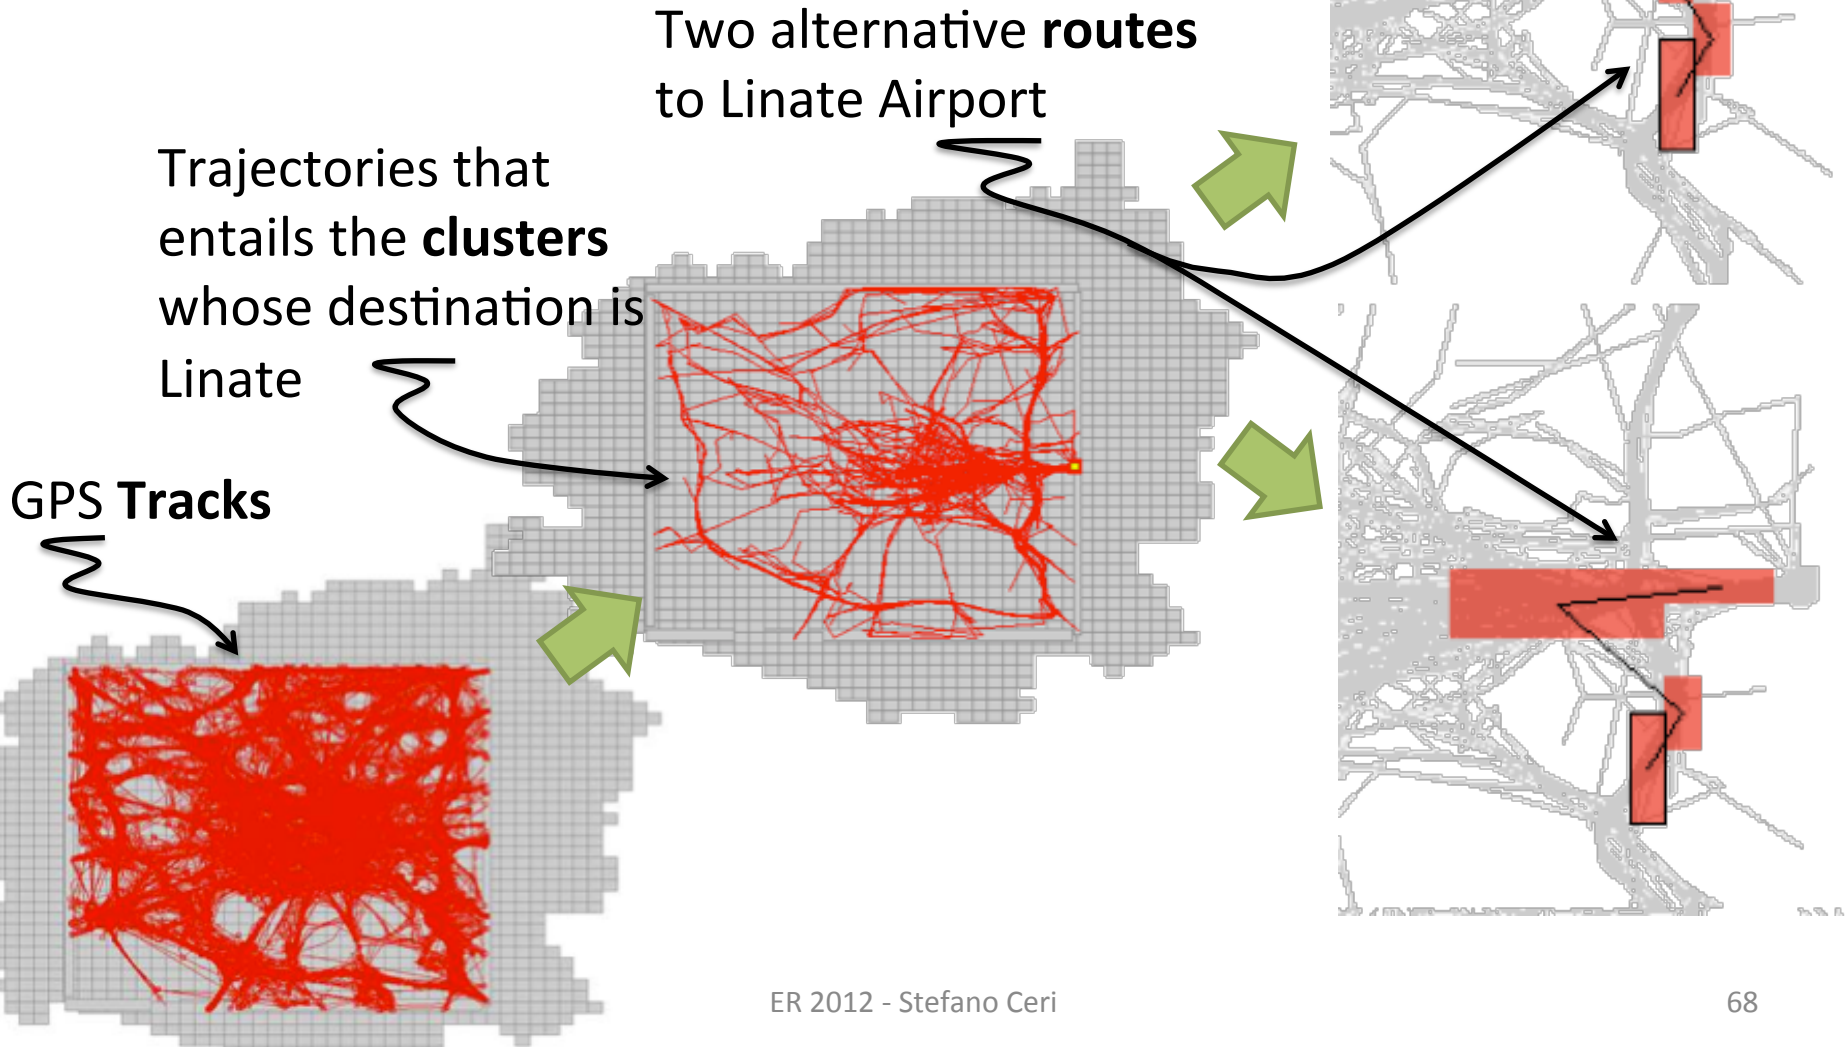 Two alternative routes
to Linate Airport
Trajectories that
entails the clusters
whose destination is
Linate
GPS Tracks
ER 2012 - Stefano Ceri
68